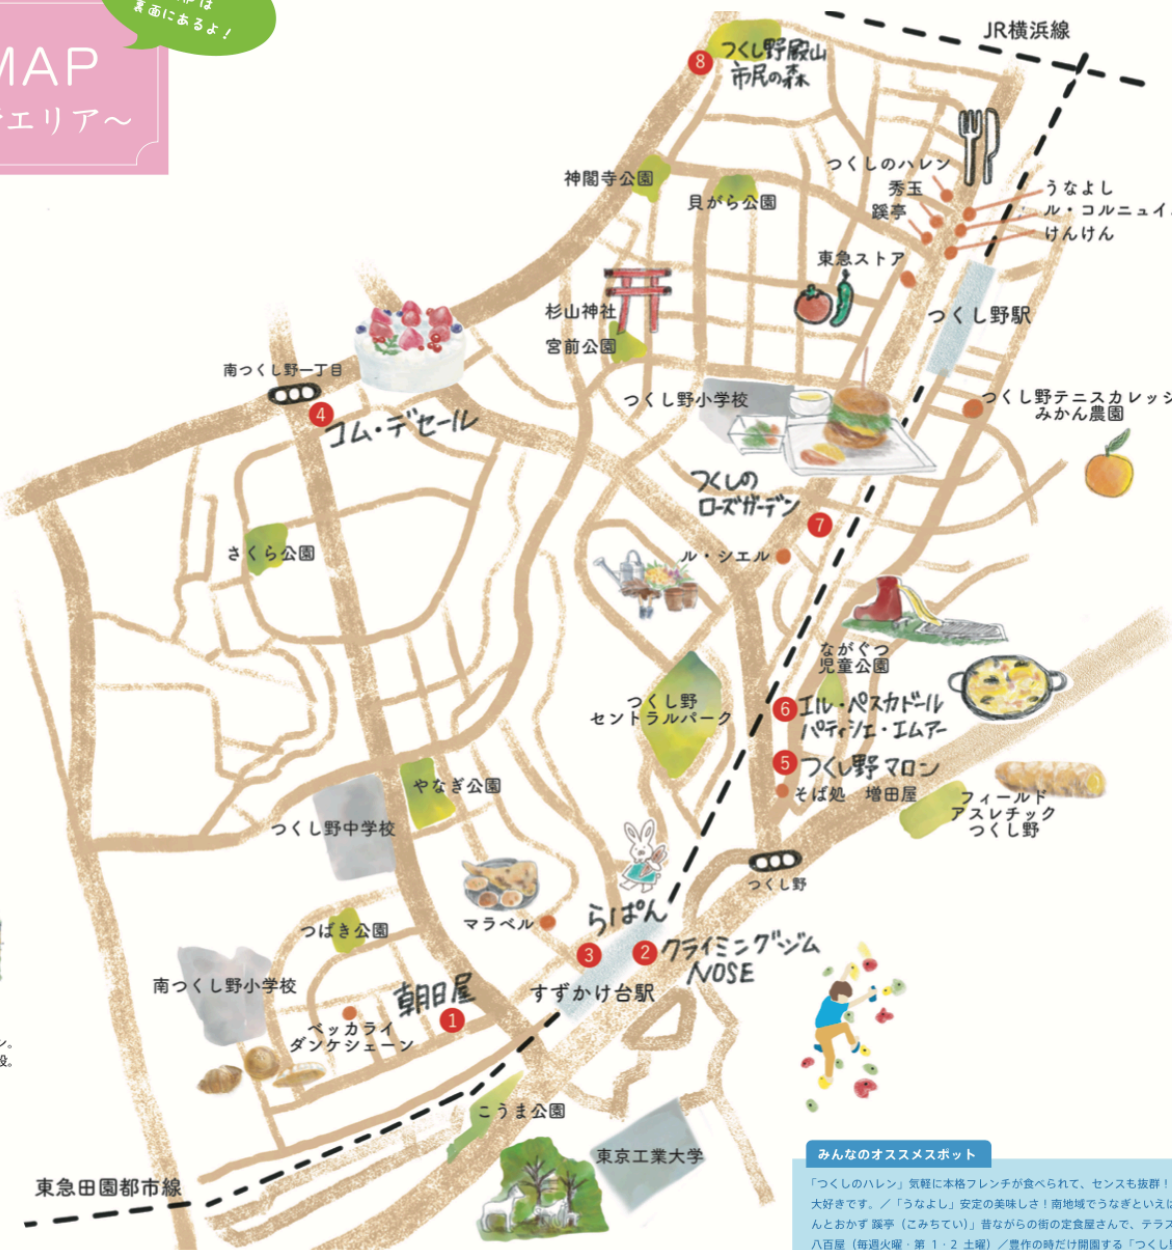 MAPは
裏面にあるよ！
MAP
エリア～
JR横浜線
8
つくし野殿山
市民の森
つくしのハレン
神閣寺公園
秀玉
うなよし
貝がら公園
蹊亭
ル・コルニュイ
けんけん
東急ストア
杉山神社
つくし野駅
宮前公園
南つくし野一丁目
つくし野小学校
つくし野テニスカレッジ
みかん農園
4
コム・デセール
つくしの
ローズガーデン
7
さくら公園
ル・シエル
ながぐつ
児童公園
つくし野
セントラルパーク
6
エル・ペスカドール
パティシエ・エムアー
5
つくし野マロン
やなぎ公園
そば処 増田屋
フィールド
アスレチック
つくし野
つくし野中学校
つくし野
マラベル
らぱん
つばき公園
3
2
クライミングジム
NOSE
南つくし野小学校
すずかけ台駅
朝日屋
1
ベッカライ
ダンケシェーン
ン。
設。
こうま公園
東京工業大学
東急田園都市線
みんなのオススメスポット
「つくしのハレン」気軽に本格フレンチが食べられて、センスも抜群！
大好きです。／「うなよし」安定の美味しさ！南地域でうなぎといえば
んとおかず 蹊亭（こみちてい）」昔ながらの街の定食屋さんで、テラス
八百屋（毎週火曜・第 1・2 土曜）／豊作の時だけ開園する「つくし